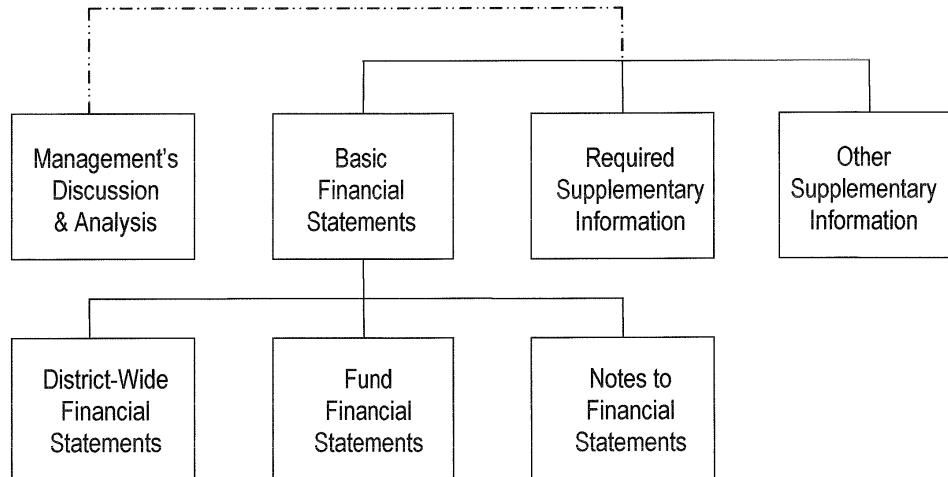 Management's
Discussion
& Analysis
Basic
Financial
Statements
Required
Supplementary
Information
Other
Supplementary
Information
District-Wide
Financial
Statements
Fund
Financial
Statements
Notes to
Financial
Statements